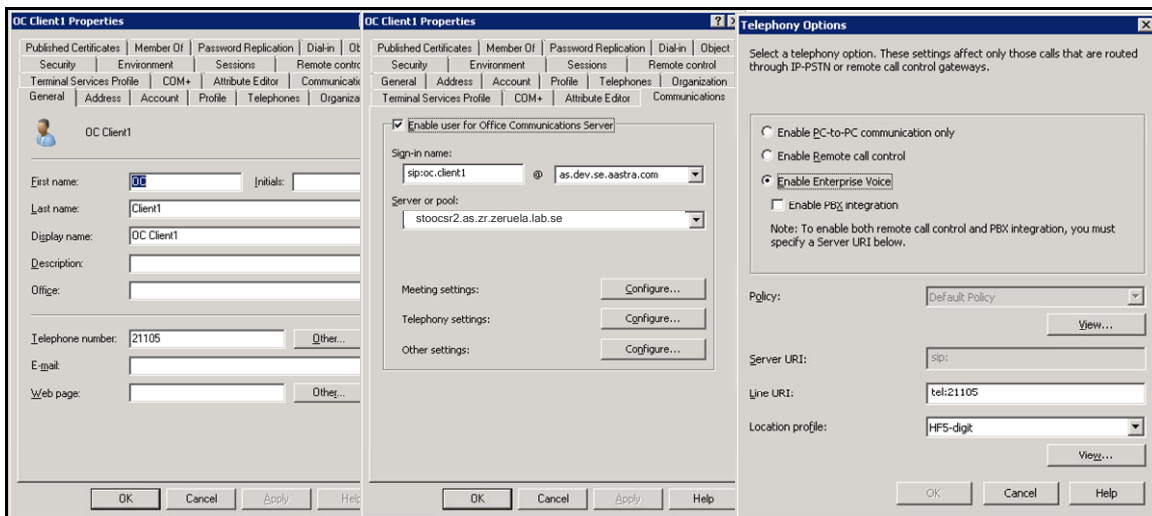 OC Client1 Properties
Published Certificates Member Of Password Replication Dial-in Ob
Security Environment Sessions Remote contro
Terminal Services Profile COM+ Attribute Editor Communicatio
General Address Account Profile Telephones Organiza
OC Client1
First name: OC Initials:
Last name: Client1
Display name: OC Client1
Description:
Office:
Telephone number: 21105 Other...
E-mail:
Web page: Other...
OK Cancel Apply Help
OC Client1 Properties
Published Certificates Member Of Password Replication Dial-in Object
Security Environment Sessions Remote control
General Address Account Profile Telephones Organization
Terminal Services Profile COM+ Attribute Editor Communications
Enable user for Office Communications Server
Sign-in name:
sip:oc.client1 @ as.dev.se.aastra.com
Server or pool:
stoocsr2.as.zr.zeruela.lab.se
Meeting settings: Configure...
Telephony settings: Configure...
Other settings: Configure...
OK Cancel Apply Help
Telephony Options
Select a telephony option. These settings affect only those calls that are routed
through IP-PSTN or remote call control gateways.
Enable PC-to-PC communication only
Enable Remote call control
Enable Enterprise Voice
Enable PBX integration
Note: To enable both remote call control and PBX integration, you must
specify a Server URI below.
Policy: Default Policy
View...
Server URI: sip:
Line URI: tel:21105
Location profile: HF5-digit
View...
OK Cancel Help